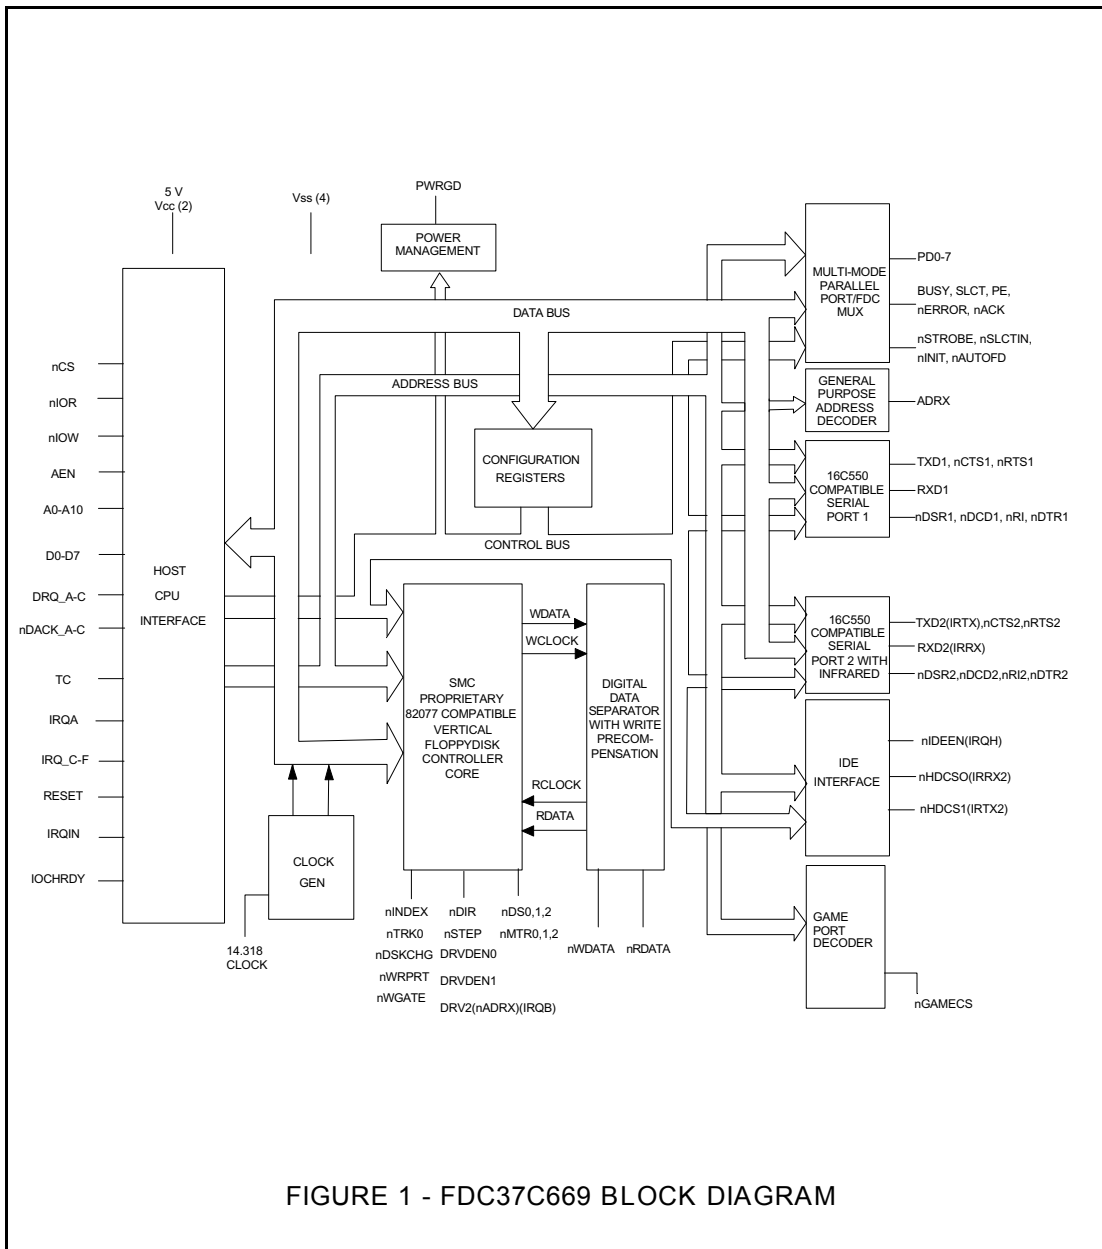 5 V
Vcc (2)
Vss (4)
PWRGD
POWER
MANAGEMENT
DATA BUS
ADDRESS BUS
CONFIGURATION
REGISTERS
CONTROL BUS
nCS
nIOR
nIOW
AEN
A0-A10
D0-D7
DRQ_A-C
nDACK_A-C
TC
IRQA
IRQ_C-F
RESET
IRQIN
IOCHRDY
HOST
CPU
INTERFACE
14.318
CLOCK
CLOCK
GEN
SMC
PROPRIETARY
82077 COMPATIBLE
VERTICAL
FLOPPYDISK
CONTROLLER
CORE
WDATA
WCLOCK
RCLOCK
RDATA
DIGITAL
DATA
SEPARATOR
WITH WRITE
PRECOM-
PENSATION
nINDEX
nTRK0
nDSKCHG
nWRPRT
nWGATE
nDIR
nSTEP
DRVDEN0
DRVDEN1
DRV2(nADRX)(IRQB)
nDS0,1,2
nMTR0,1,2
nWDATA
nRDATA
MULTI-MODE
PARALLEL
PORT/FDC
MUX
PD0-7
BUSY, SLCT, PE,
nERROR, nACK
nSTROBE, nSLCTIN,
nINIT, nAUTOFD
GENERAL
PURPOSE
ADDRESS
DECODER
ADRX
16C550
COMPATIBLE
SERIAL
PORT 1
TXD1, nCTS1, nRTS1
RXD1
nDSR1, nDCD1, nRI, nDTR1
16C550
COMPATIBLE
SERIAL
PORT 2 WITH
INFRARED
TXD2(IRTX),nCTS2,nRTS2
RXD2(IRRX)
nDSR2,nDCD2,nRI2,nDTR2
IDE
INTERFACE
nIDEEN(IRQH)
nHDCSO(IRRX2)
nHDCS1(IRTX2)
GAME
PORT
DECODER
nGAMECS
FIGURE 1 - FDC37C669 BLOCK DIAGRAM